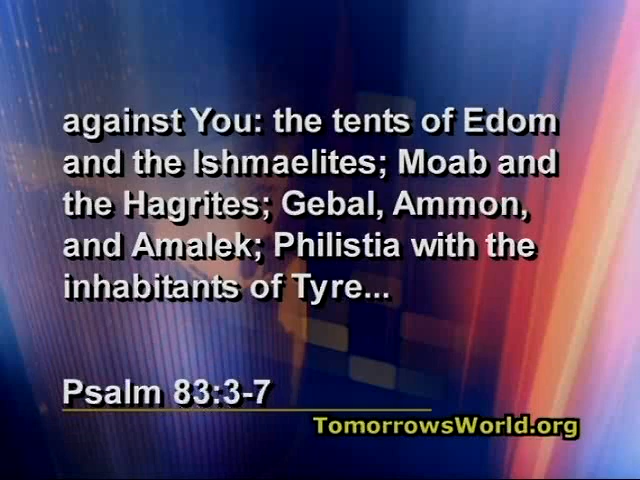 against You: the tents of Edom
and the Ishmaelites; Moab and
the Hagrites; Gebal, Ammon,
and Amalek; Philistia with the
inhabitants of Tyre...
Psalm 83:3-7
TomorrowsWorld.org